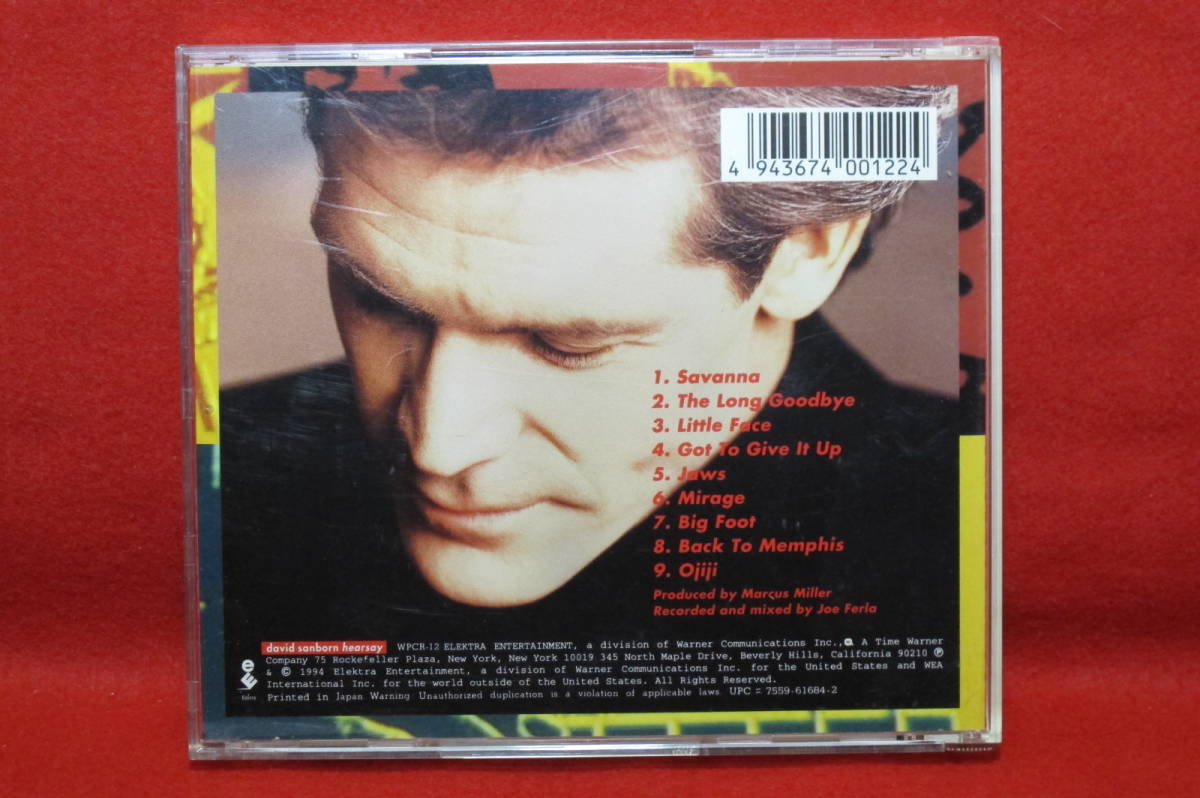 4 943674 001224
1. Savanna
2. The Long Goodbye
3. Little Face
4. Got To Give It Up
5. Jaws
6. Mirage
7. Big Foot
8. Back To Memphis
9. Ojiji
Produced by Marcus Miller
Recorded and mixed by Joe Ferla
david sanborn hearsay WPCR-12 ELEKTRA ENTERTAINMENT, a division of Warner Communications Inc., A Time Warner
Company 75 Rockefeller Plaza, New York, New York 10019 345 North Maple Drive, Beverly Hills, California 90210 ℗
& © 1994 Elektra Entertainment, a division of Warner Communications Inc. for the United States and WEA
International Inc. for the world outside of the United States. All Rights Reserved.
Printed in Japan Warning Unauthorized duplication is a violation of applicable laws UPC = 7559-61684-2